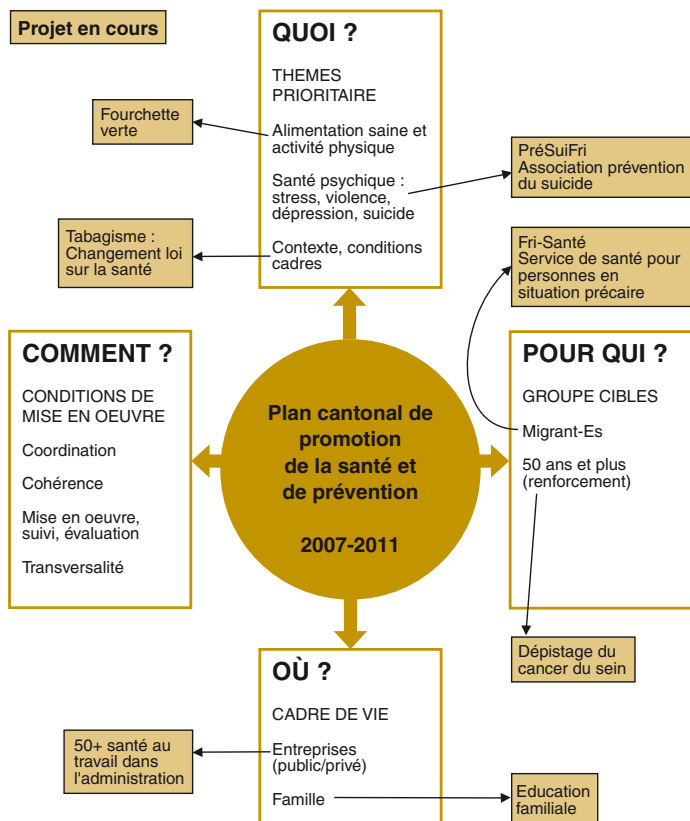 Projet en cours
QUOI ?
THEMES
PRIORITAIRE
Alimentation saine et
activité physique
Santé psychique :
stress, violence,
dépression, suicide
Contexte, conditions
cadres
Fourchette
verte
Tabagisme :
Changement loi
sur la santé
PréSuiFri
Association prévention
du suicide
Fri-Santé
Service de santé pour
personnes en
situation précaire
COMMENT ?
CONDITIONS DE
MISE EN OEUVRE
Coordination
Cohérence
Mise en oeuvre,
suivi, évaluation
Transversalité
Plan cantonal de
promotion
de la santé et
de prévention
2007-2011
POUR QUI ?
GROUPE CIBLES
Migrant-Es
50 ans et plus
(renforcement)
Dépistage du
cancer du sein
OÙ ?
CADRE DE VIE
Entreprises
(public/privé)
Famille
50+ santé au
travail dans
l'administration
Education
familiale